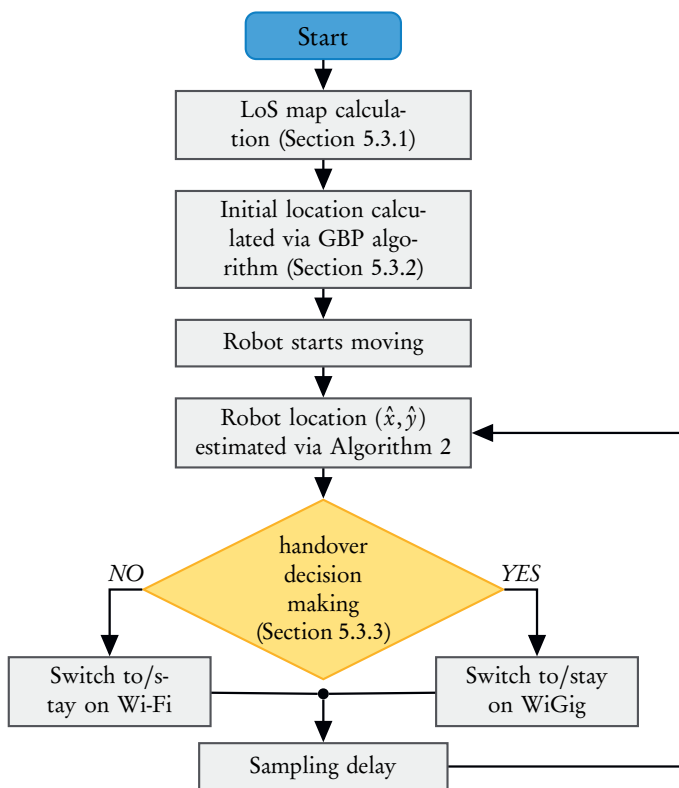 Start
LoS map calcula-
tion (Section 5.3.1)
Initial location calcu-
lated via GBP algo-
rithm (Section 5.3.2)
Robot starts moving
Robot location (x̂, ŷ)
estimated via Algorithm 2
handover
decision
making
(Section 5.3.3)
NO
YES
Switch to/s-
tay on Wi-Fi
Switch to/stay
on WiGig
Sampling delay